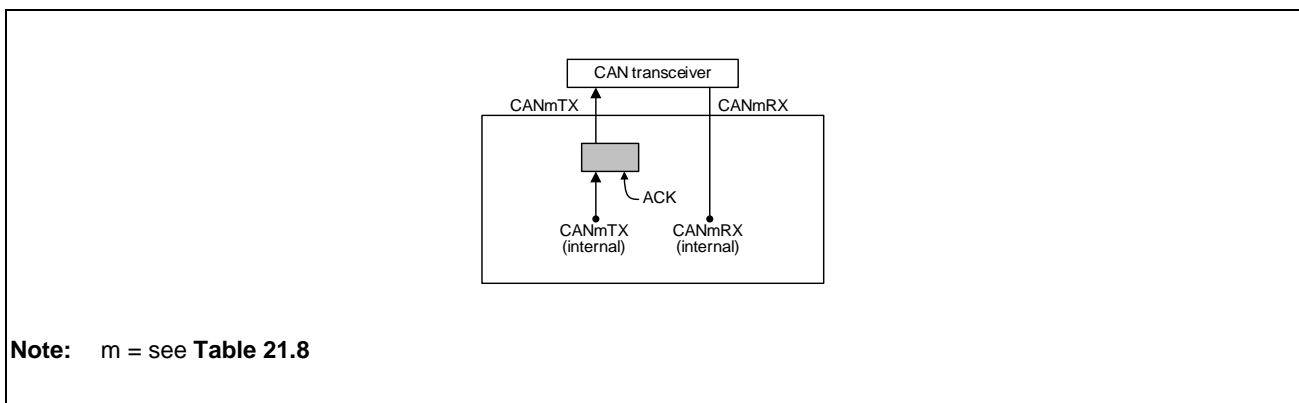 CAN transceiver
CANmTX
CANmRX
ACK
CANmTX
(internal)
CANmRX
(internal)
Note: m = see Table 21.8